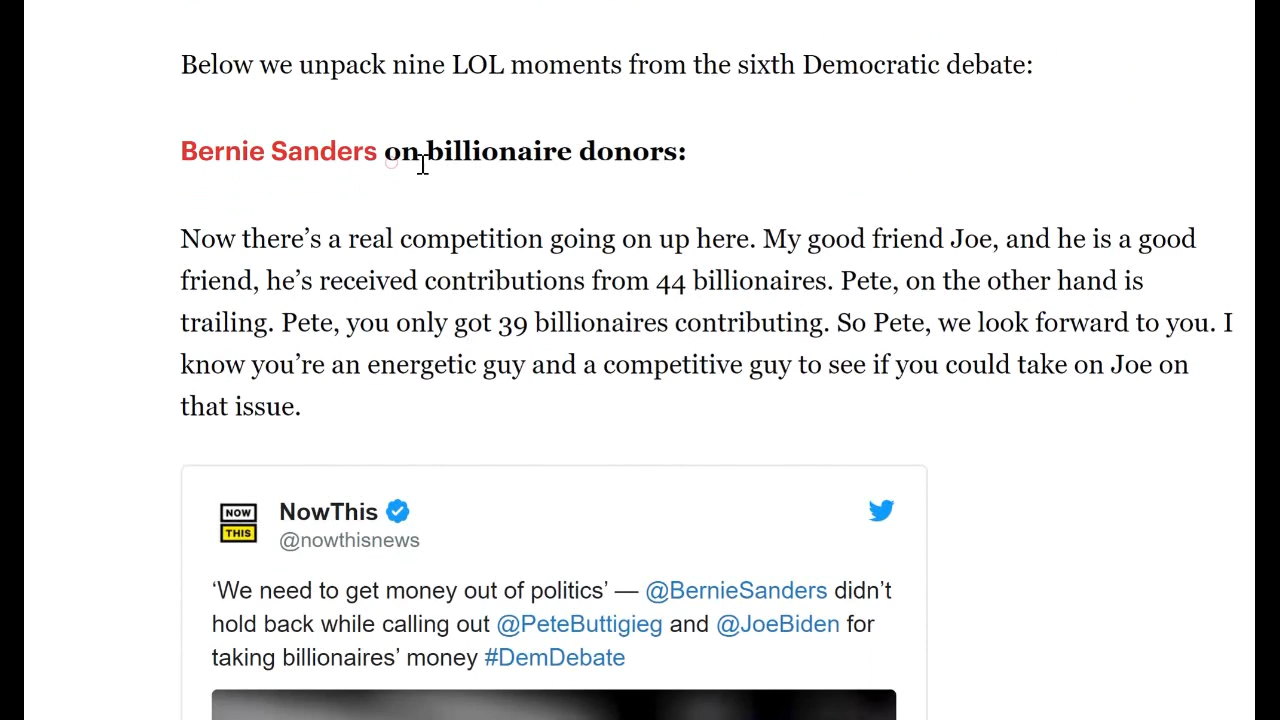 Below we unpack nine LOL moments from the sixth Democratic debate:
Bernie Sanders on billionaire donors:
Now there’s a real competition going on up here. My good friend Joe, and he is a good
friend, he’s received contributions from 44 billionaires. Pete, on the other hand is
trailing. Pete, you only got 39 billionaires contributing. So Pete, we look forward to you. I
know you’re an energetic guy and a competitive guy to see if you could take on Joe on
that issue.
NOW
THIS
NowThis
@nowthisnews
‘We need to get money out of politics’ — @BernieSanders didn’t
hold back while calling out @PeteButtigieg and @JoeBiden for
taking billionaires’ money #DemDebate